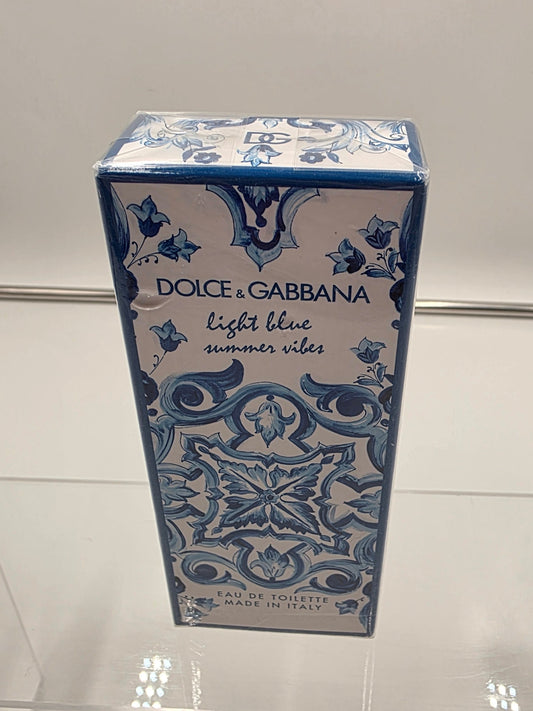 DG
DOLCE & GABBANA
light blue
summer vibes
EAU DE TOILETTE
MADE IN ITALY